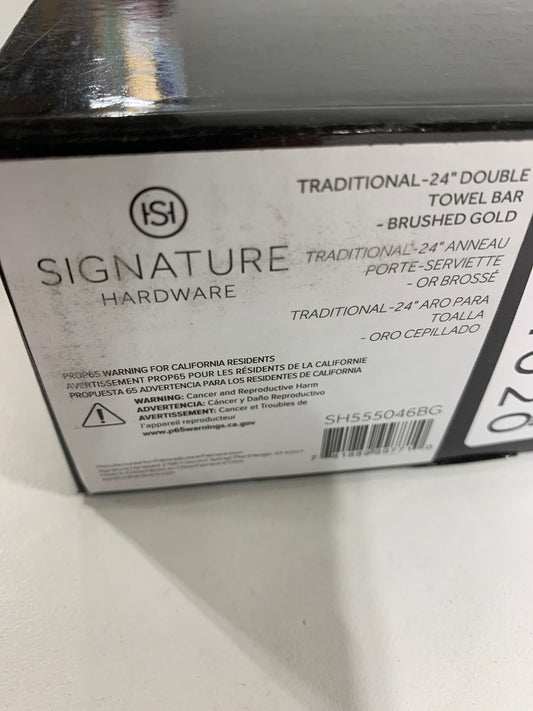 SIGNATURE
HARDWARE
TRADITIONAL-24" DOUBLE
TOWEL BAR
- BRUSHED GOLD
TRADITIONAL-24" ANNEAU
PORTE-SERVIETTE
- OR BROSSÉ
TRADITIONAL-24" ARO PARA
TOALLA
- ORO CEPILLADO
PROP65 WARNING FOR CALIFORNIA RESIDENTS
AVERTISSEMENT PROP65 POUR LES RÉSIDENTS DE LA CALIFORNIE
PROPUESTA 65 ADVERTENCIA PARA LOS RESIDENTES DE CALIFORNIA
WARNING: Cancer and Reproductive Harm
ADVERTENCIA: Cáncer y Daño Reproductivo
AVERTISSEMENT: Cancer et Troubles de
l'appareil reproducteur
www.p65warnings.ca.gov
SH555046BG